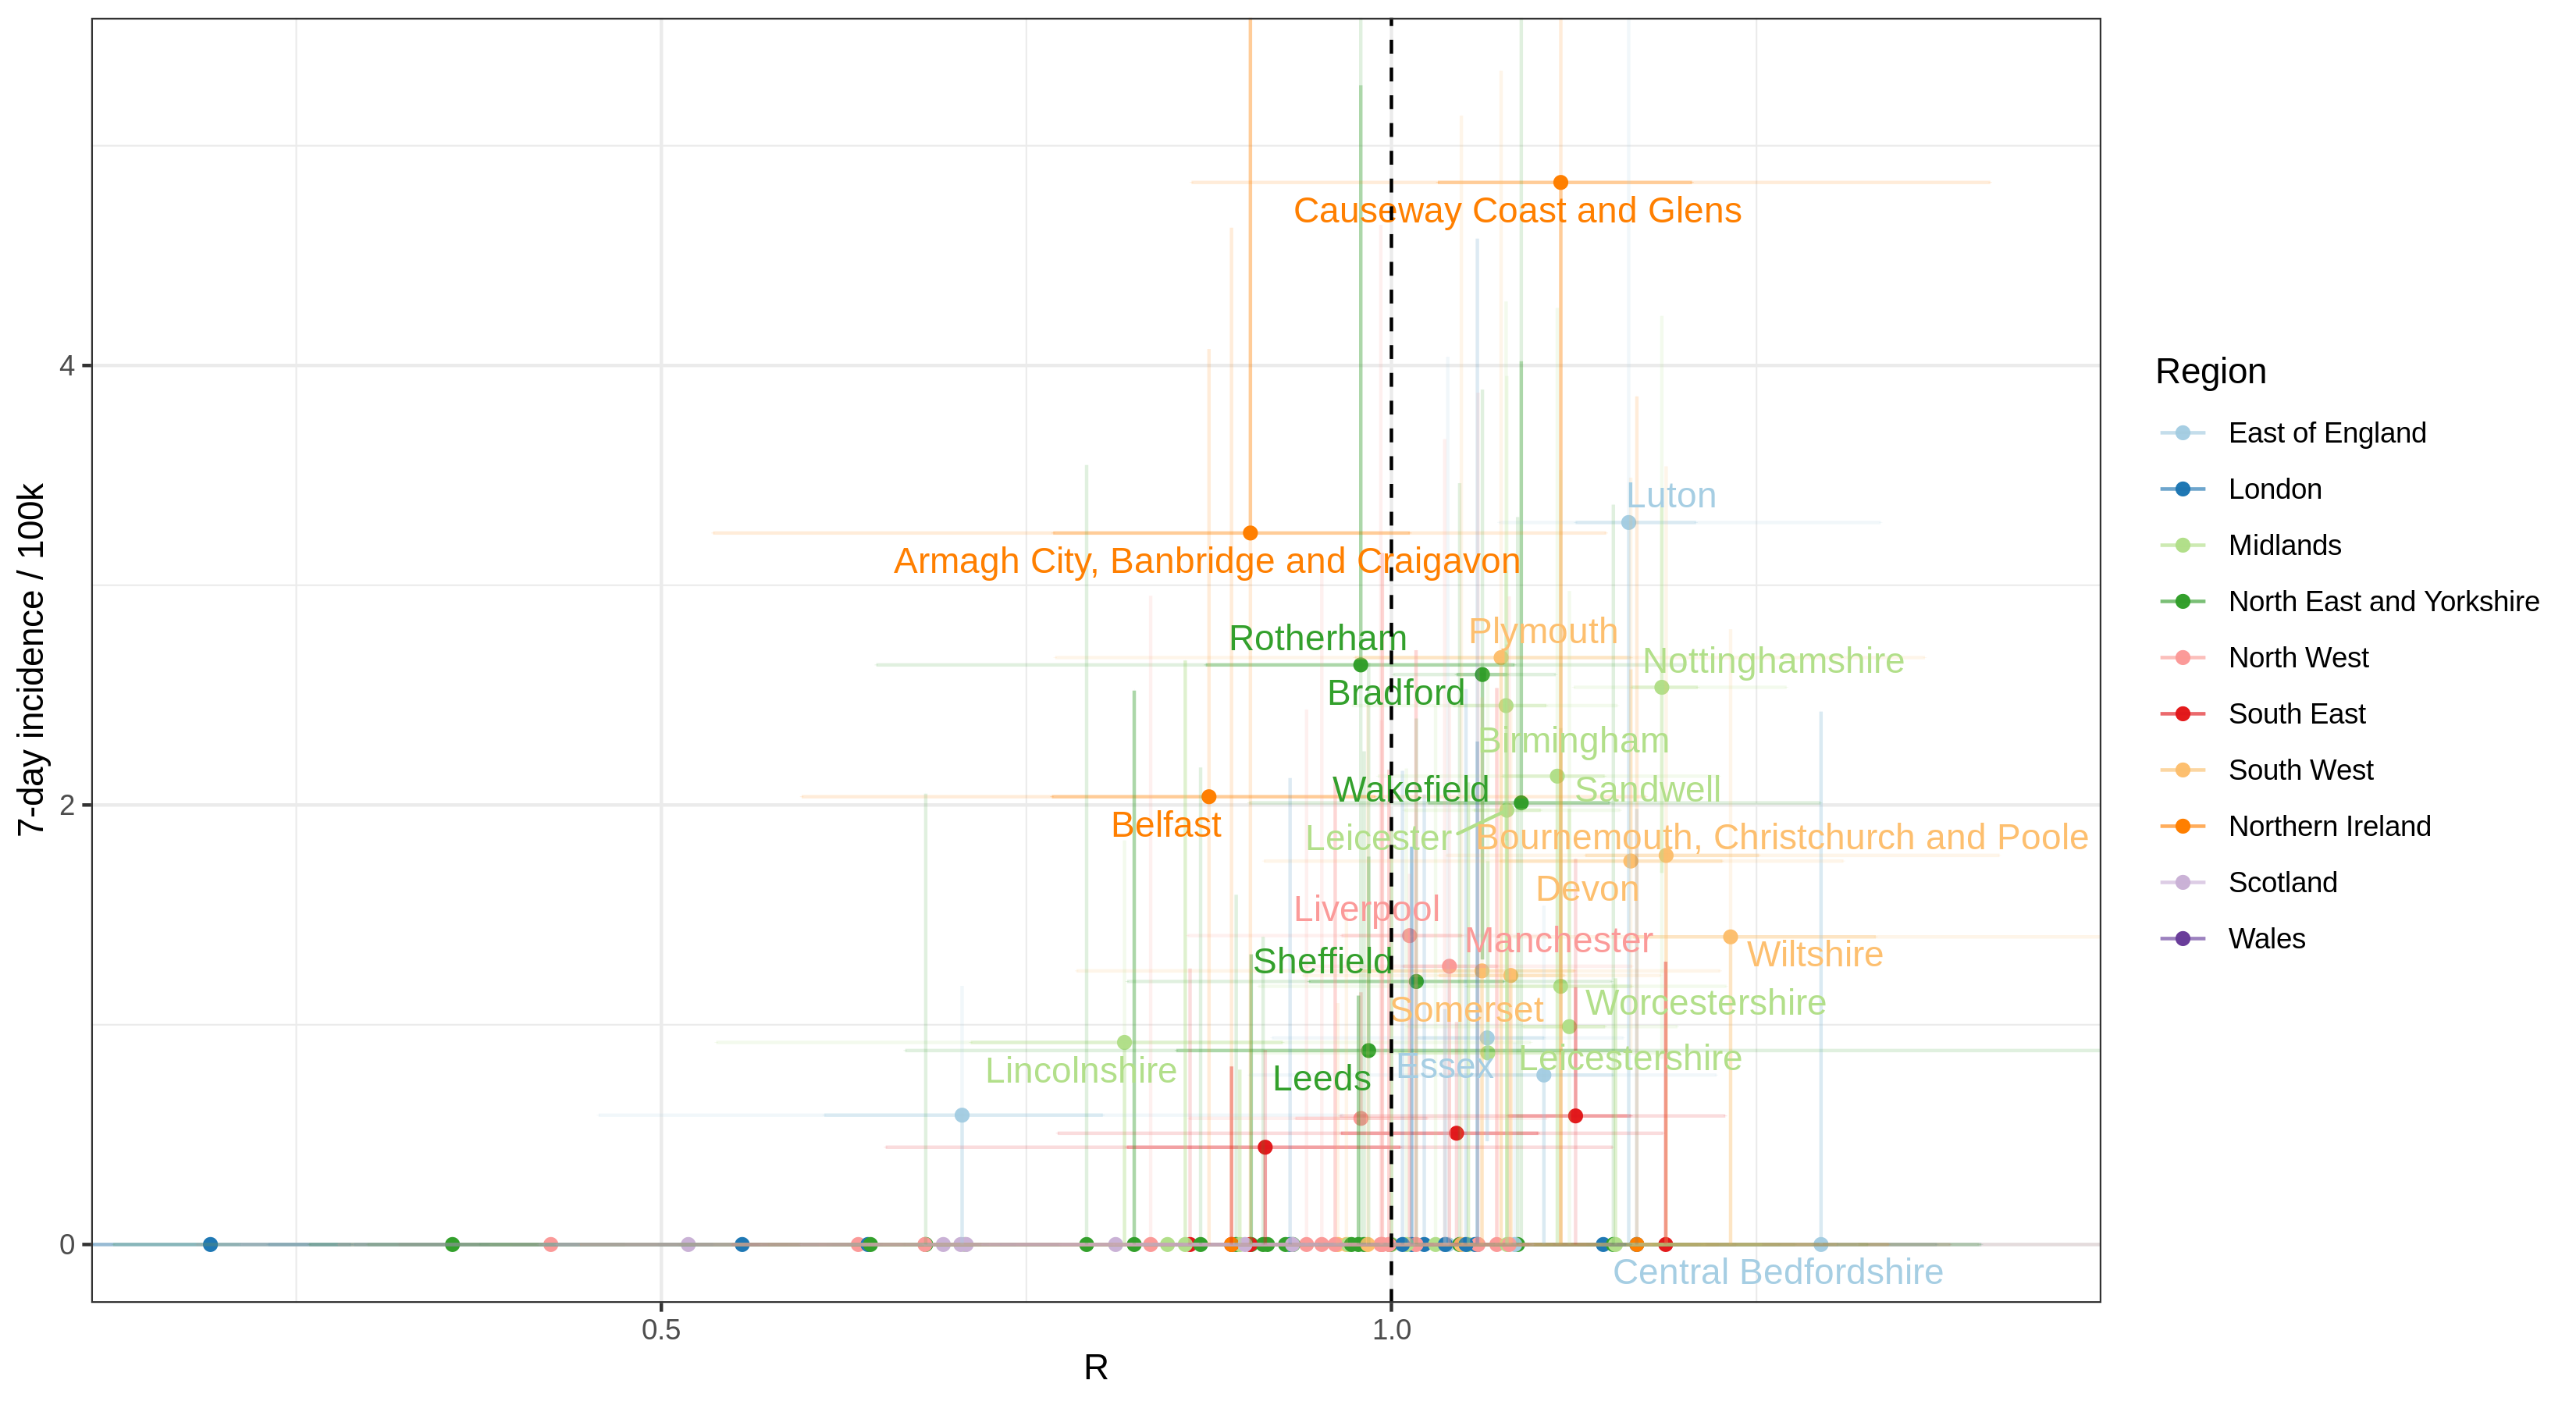 Causeway Coast and Glens
4
Luton
Armagh City, Banbridge and Craigavon
Rotherham
Plymouth
Nottinghamshire
Bradford
Birmingham
Wakefield
Sandwell
2
Belfast
Leicester
Bournemouth, Christchurch and Poole
Devon
Liverpool
Manchester
Sheffield
Wiltshire
Somerset
Worcestershire
Lincolnshire
Leeds
Essex
Leicestershire
0
Central Bedfordshire
0.5
1.0
R
7-day incidence / 100k
Region
East of England
London
Midlands
North East and Yorkshire
North West
South East
South West
Northern Ireland
Scotland
Wales